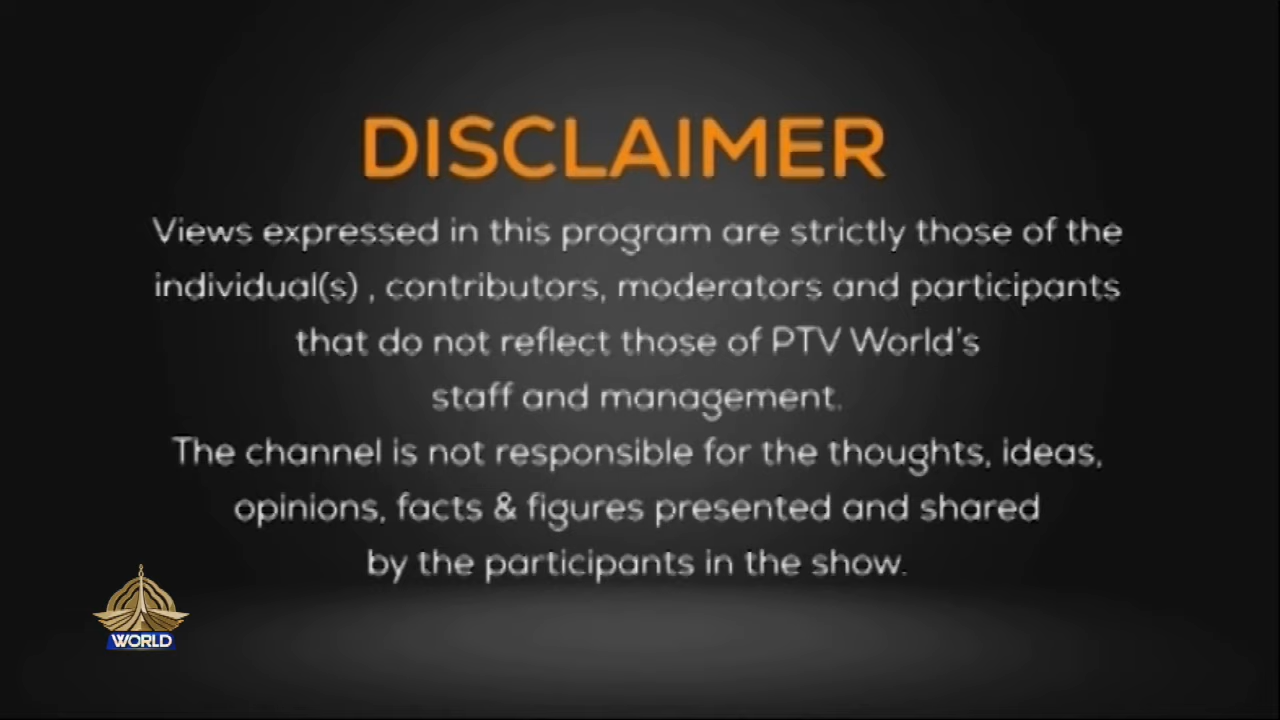 DISCLAIMER
Views expressed in this program are strictly those of the
individual(s) , contributors, moderators and participants
that do not reflect those of PTV World's
staff and management.
The channel is not responsible for the thoughts, ideas,
opinions, facts & figures presented and shared
by the participants in the show.
WORLD